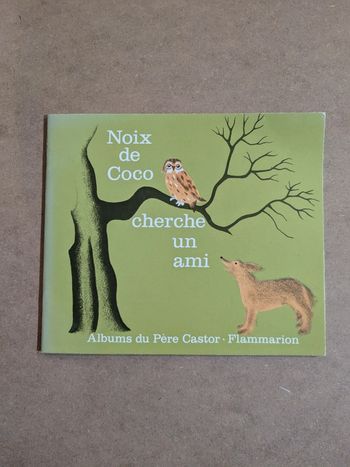 Noix
de
Coco
cherche
un
ami
Albums du Père Castor · Flammarion